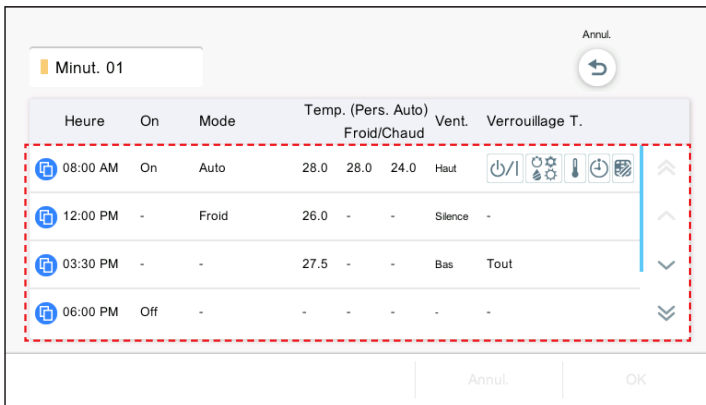 Annul.
Minut. 01
Heure On Mode Temp. (Pers. Auto) Froid/Chaud Vent. Verrouillage T.
08:00 AM On Auto 28.0 28.0 24.0 Haut
12:00 PM - Froid 26.0 - - Silence -
03:30 PM - - 27.5 - - Bas Tout
06:00 PM Off - - - - - -
Annul. OK